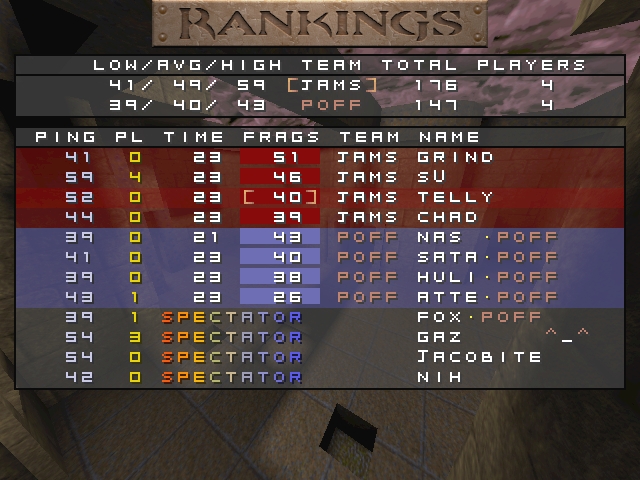 RANKINGS
LOW/AVG/HIGH TEAM TOTAL PLAYERS
41/ 49/ 59 [JAMS] 176 4
39/ 40/ 43 POFF 147 4
PING PL TIME FRAGS TEAM NAME
41 0 23 51 JAMS GRIND
59 4 23 46 JAMS SU
52 0 23 [ 40] JAMS TELLY
44 0 23 39 JAMS CHAD
39 0 21 43 POFF NAS ·POFF
41 0 23 40 POFF SATA·POFF
39 0 23 38 POFF HULI·POFF
43 1 23 26 POFF ATTE·POFF
39 1 SPECTATOR FOX·POFF
54 3 SPECTATOR GAZ ^_^
54 0 SPECTATOR JACOBITE
42 0 SPECTATOR NIH